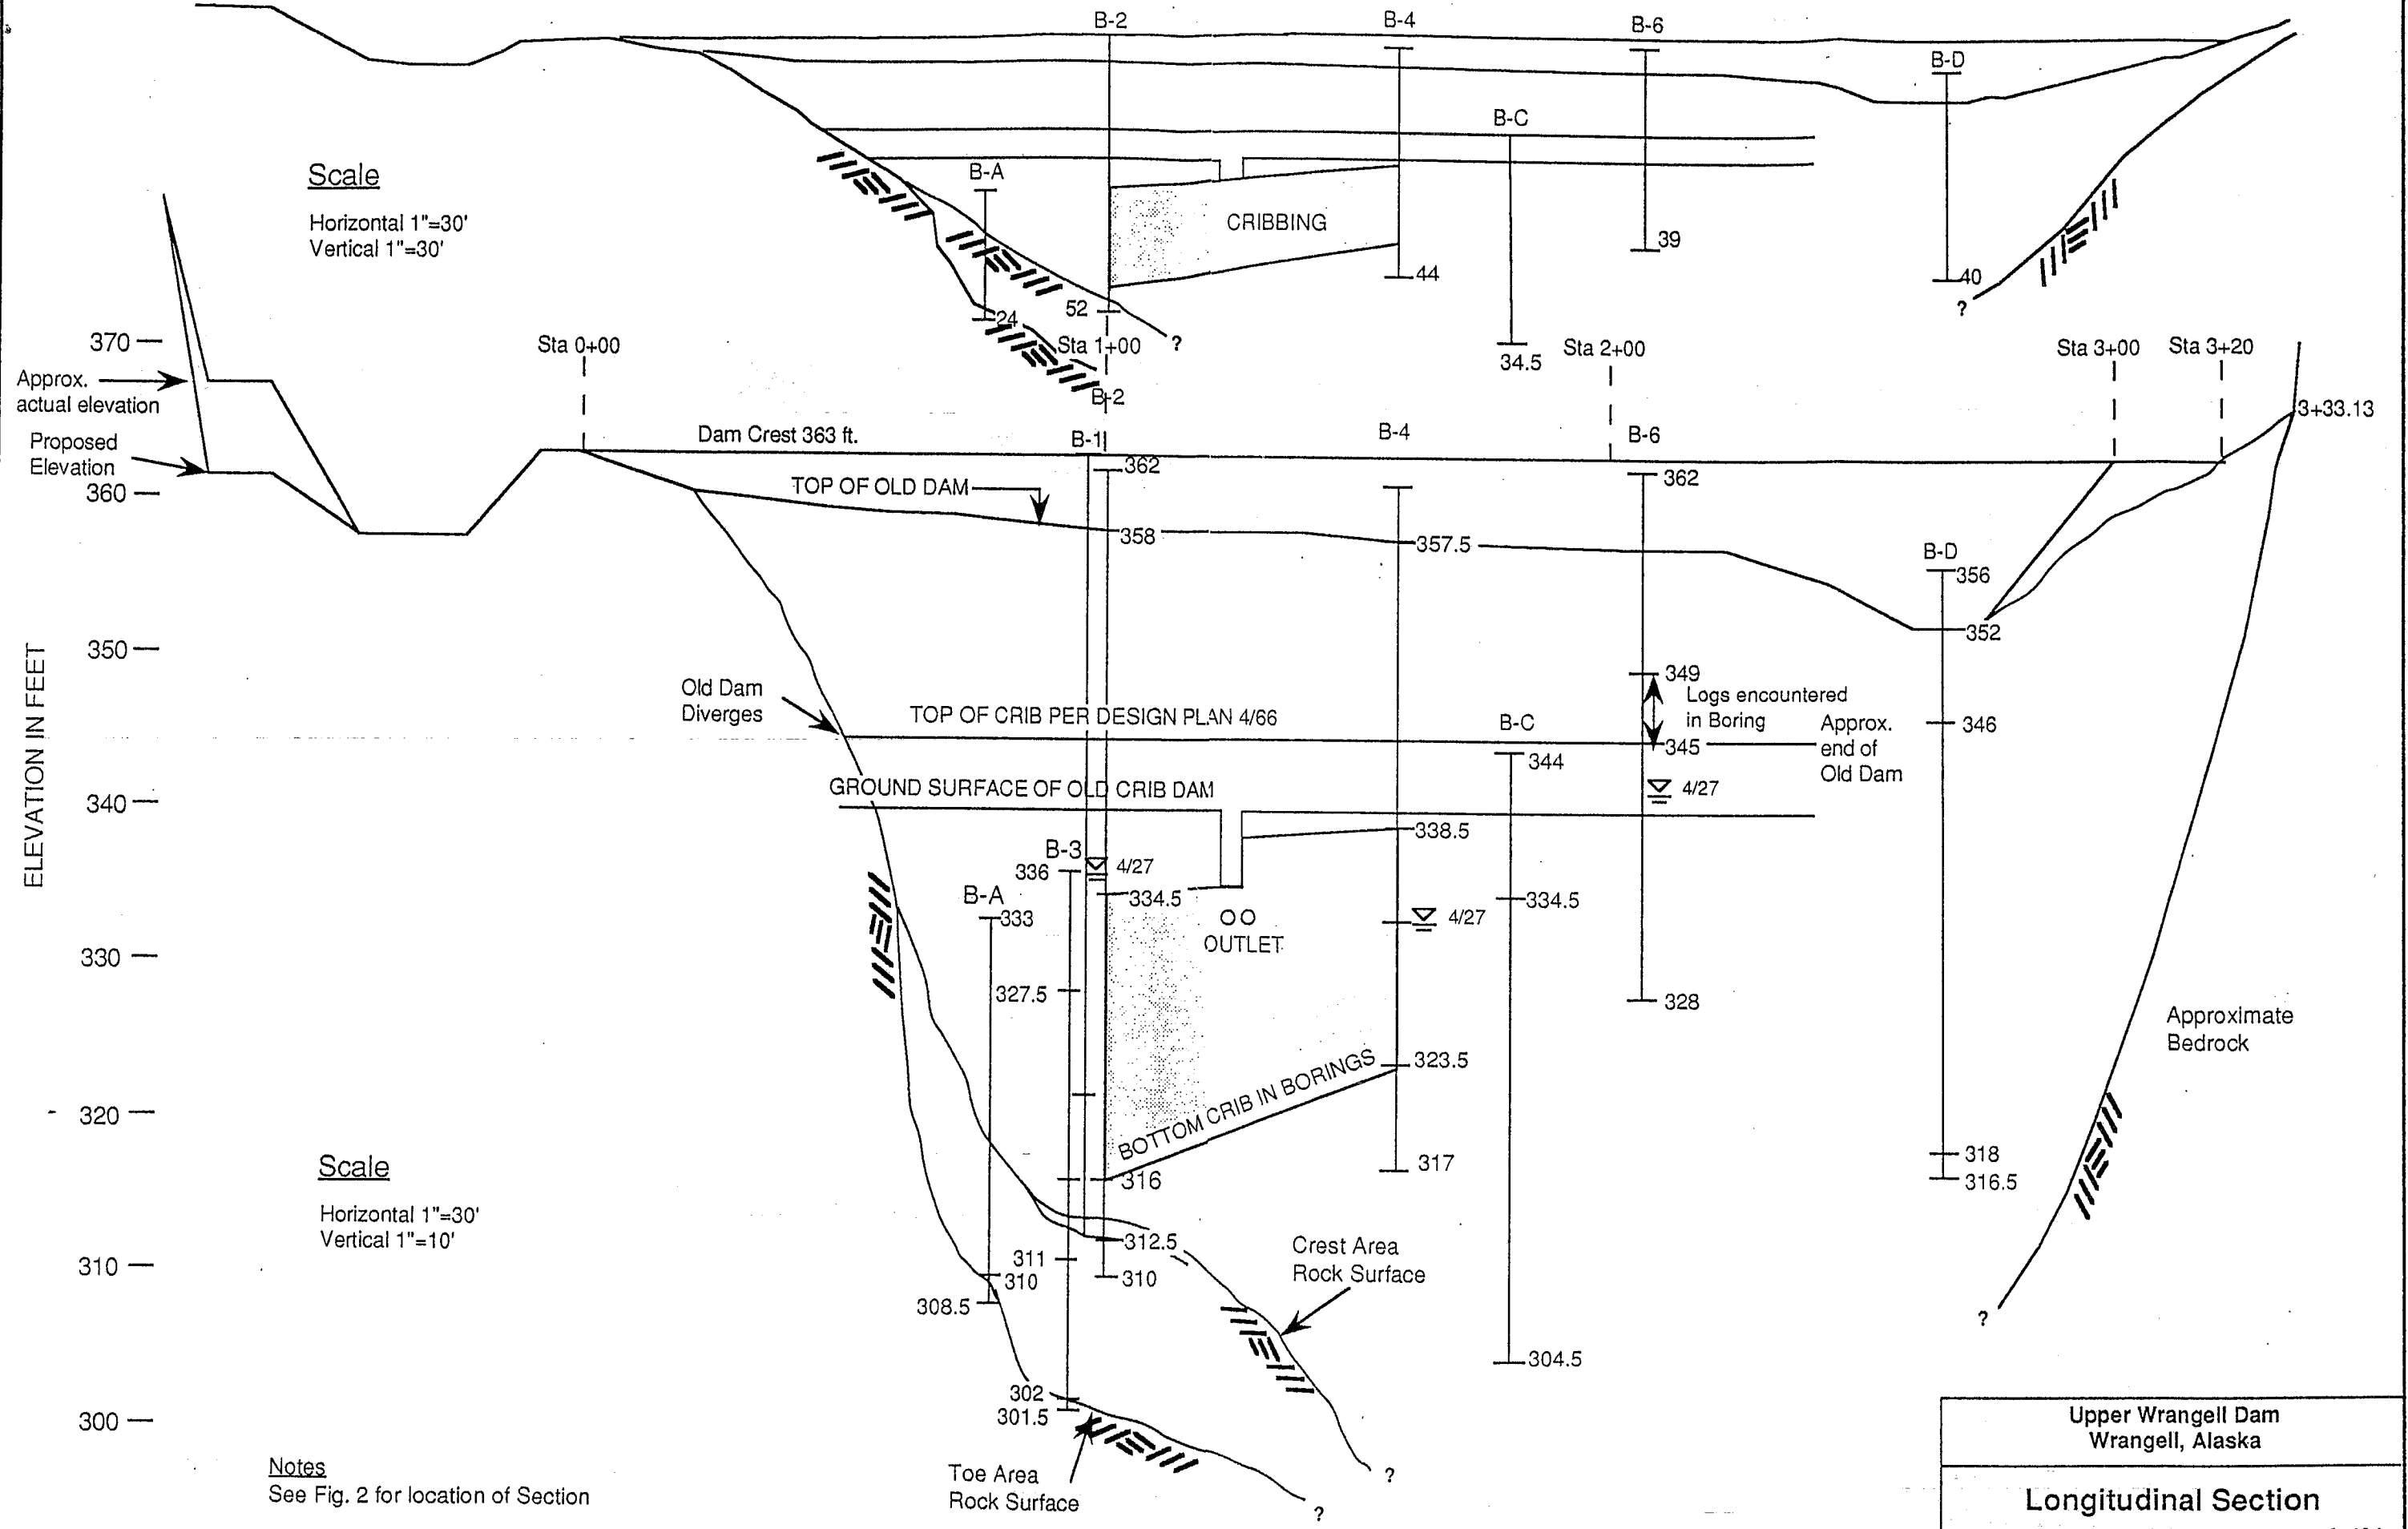 B-2
B-4
B-6
B-D
B-C
B-A
Scale
Horizontal 1"=30'
Vertical 1"=30'
CRIBBING
39
44
40
52
24
?
?
34.5
370
Sta 0+00
Sta 1+00
Sta 2+00
Sta 3+00
Sta 3+20
Approx.
actual elevation
B-2
3+33.13
Proposed
Elevation
Dam Crest 363 ft.
B-1
B-4
B-6
362
362
360
TOP OF OLD DAM
358
357.5
B-D
356
352
350
349
Old Dam
Diverges
Logs encountered
in Boring
TOP OF CRIB PER DESIGN PLAN 4/66
B-C
345
344
Approx.
end of
Old Dam
346
ELEVATION IN FEET
340
GROUND SURFACE OF OLD CRIB DAM
4/27
338.5
B-3
336
4/27
334.5
334.5
B-A
333
OUTLET
4/27
330
327.5
328
Approximate
Bedrock
323.5
320
BOTTOM CRIB IN BORINGS
317
316
318
316.5
Scale
Horizontal 1"=30'
Vertical 1"=10'
312.5
311
310
310
310
308.5
Crest Area
Rock Surface
?
304.5
302
301.5
300
Toe Area
Rock Surface
?
?
Notes
See Fig. 2 for location of Section
Upper Wrangell Dam
Wrangell, Alaska
Longitudinal Section